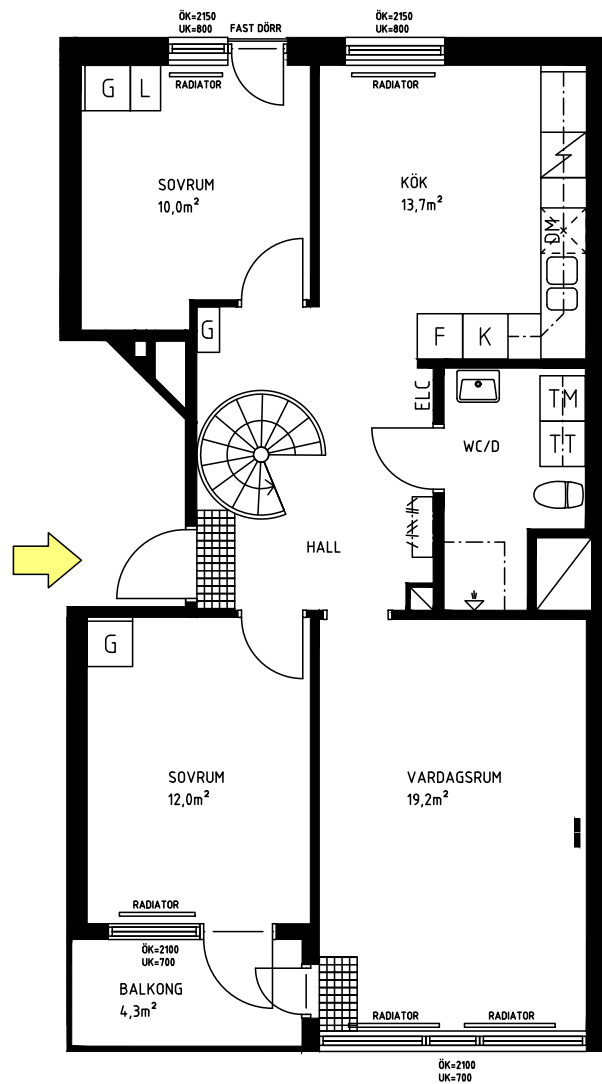 ÖK=2150
UK=800
FAST DÖRR
ÖK=2150
UK=800
RADIATOR
RADIATOR
G L
SOVRUM
10,0m²
KÖK
13,7m²
DM
G
F K
ELC
TM
TT
WC/D
HALL
G
SOVRUM
12,0m²
VARDAGSRUM
19,2m²
RADIATOR
ÖK=2100
UK=700
BALKONG
4,3m²
RADIATOR
RADIATOR
ÖK=2100
UK=700